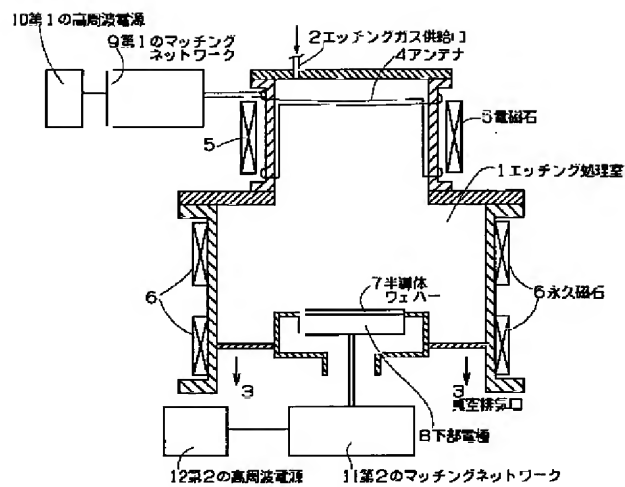 10第1の高周波電源
9第1のマッチング
ネットワーク
2エッチングガス供給口
4アンテナ
5
5電磁石
1エッチング処理室
7半導体
ウェハー
6
6永久磁石
3
3
真空排気口
8下部電極
12第2の高周波電源
11第2のマッチングネットワーク